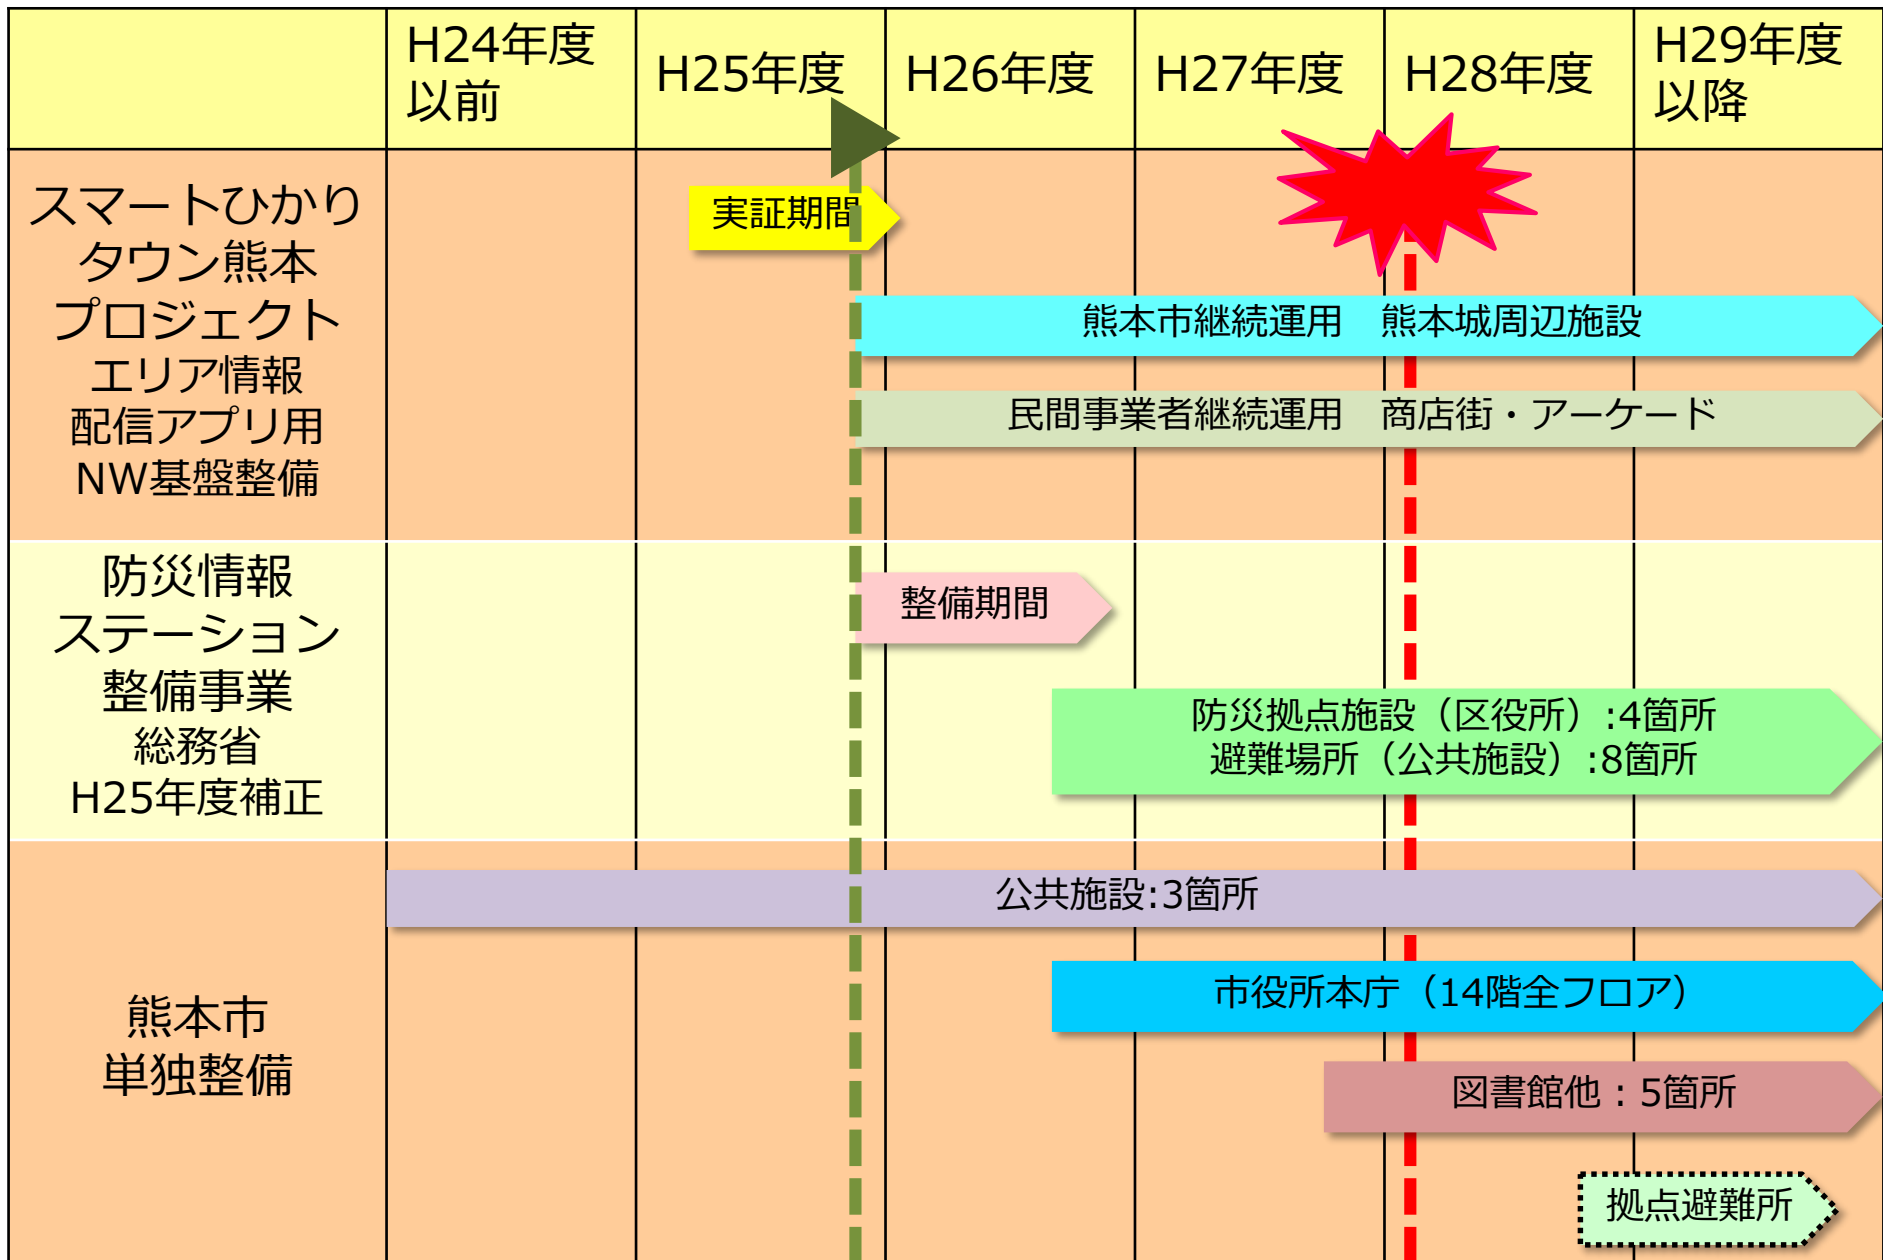 H24年度
以前
H25年度
H26年度
H27年度
H28年度
H29年度
以降
スマートひかり
タウン熊本
プロジェクト
エリア情報
配信アプリ用
NW基盤整備
実証期間
熊本市継続運用　熊本城周辺施設
民間事業者継続運用　商店街・アーケード
防災情報
ステーション
整備事業
総務省
H25年度補正
整備期間
防災拠点施設（区役所）:4箇所
避難場所（公共施設）:8箇所
熊本市
単独整備
公共施設:3箇所
市役所本庁（14階全フロア）
図書館他：5箇所
拠点避難所